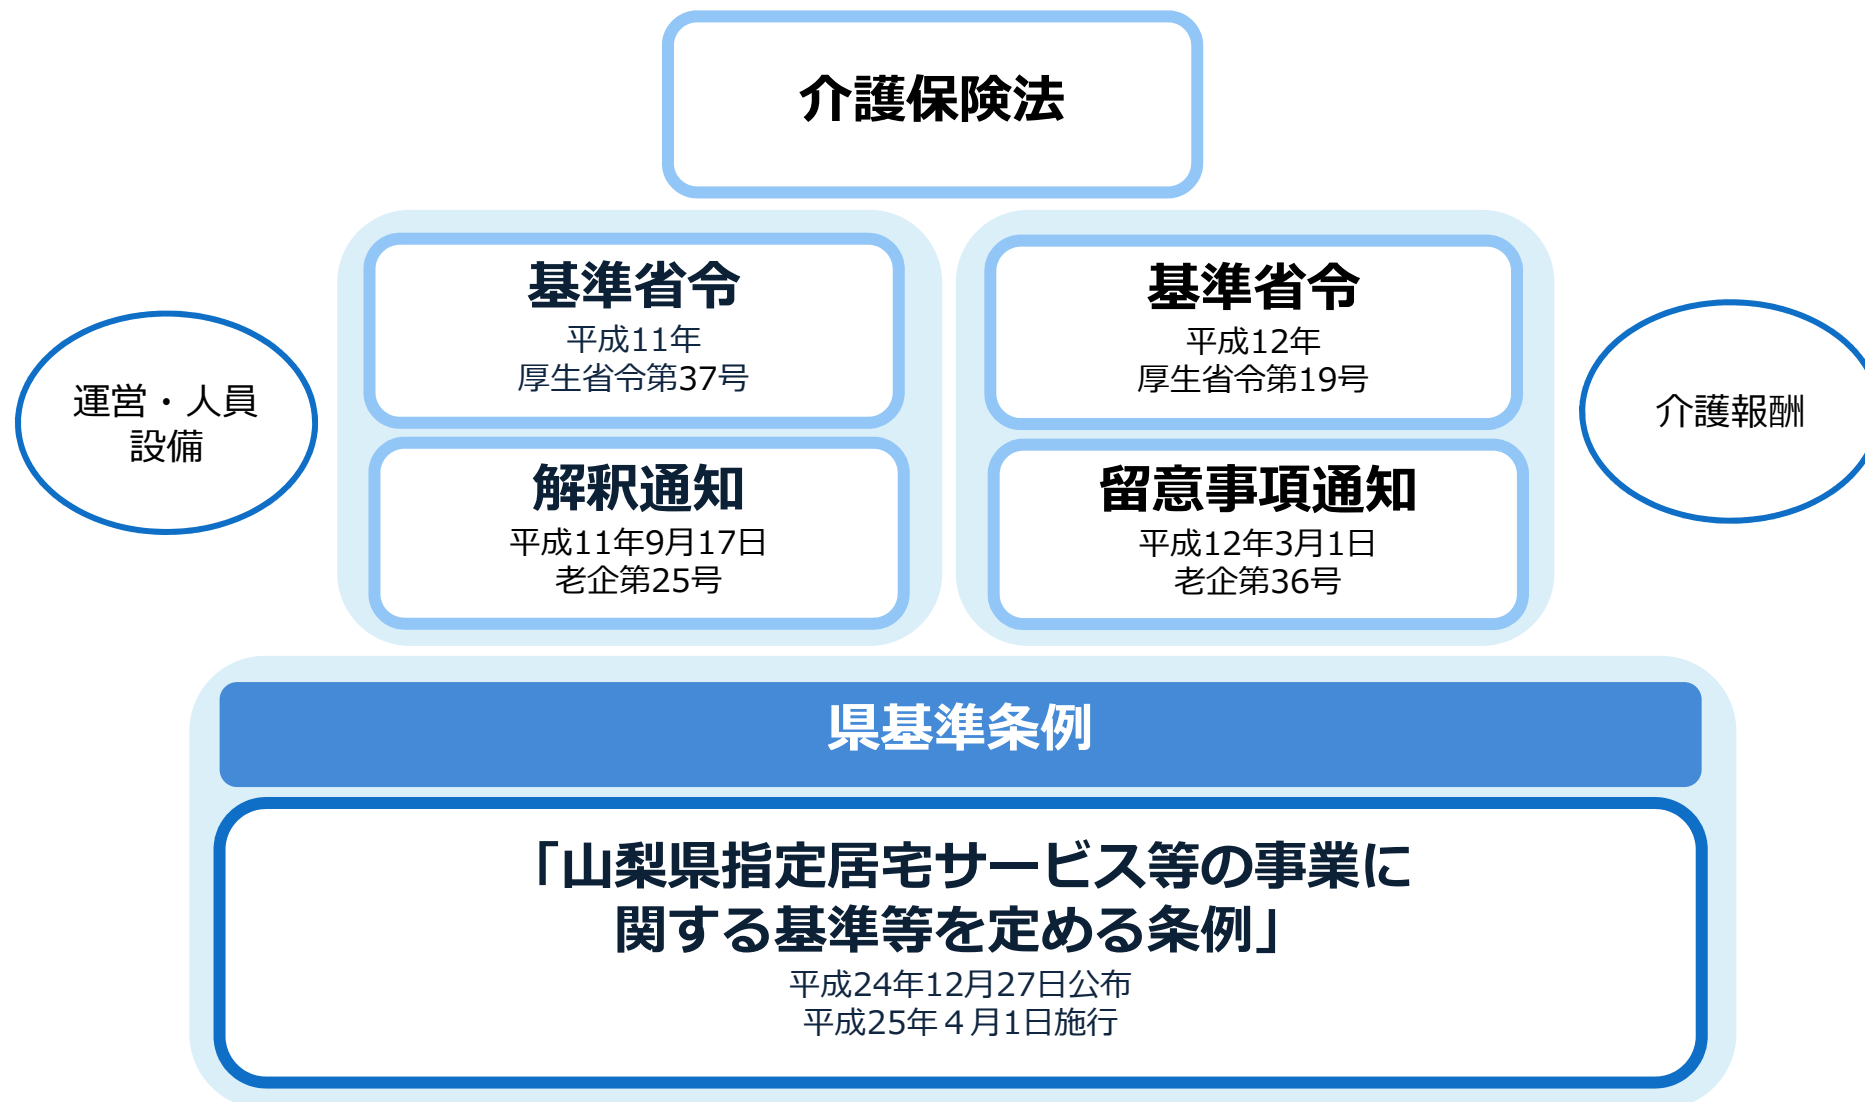 介護保険法
運営・人員
設備
基準省令
平成11年
厚生省令第37号
解釈通知
平成11年9月17日
老企第25号
基準省令
平成12年
厚生省令第19号
留意事項通知
平成12年3月1日
老企第36号
介護報酬
県基準条例
「山梨県指定居宅サービス等の事業に
関する基準等を定める条例」
平成24年12月27日公布
平成25年４月1日施行